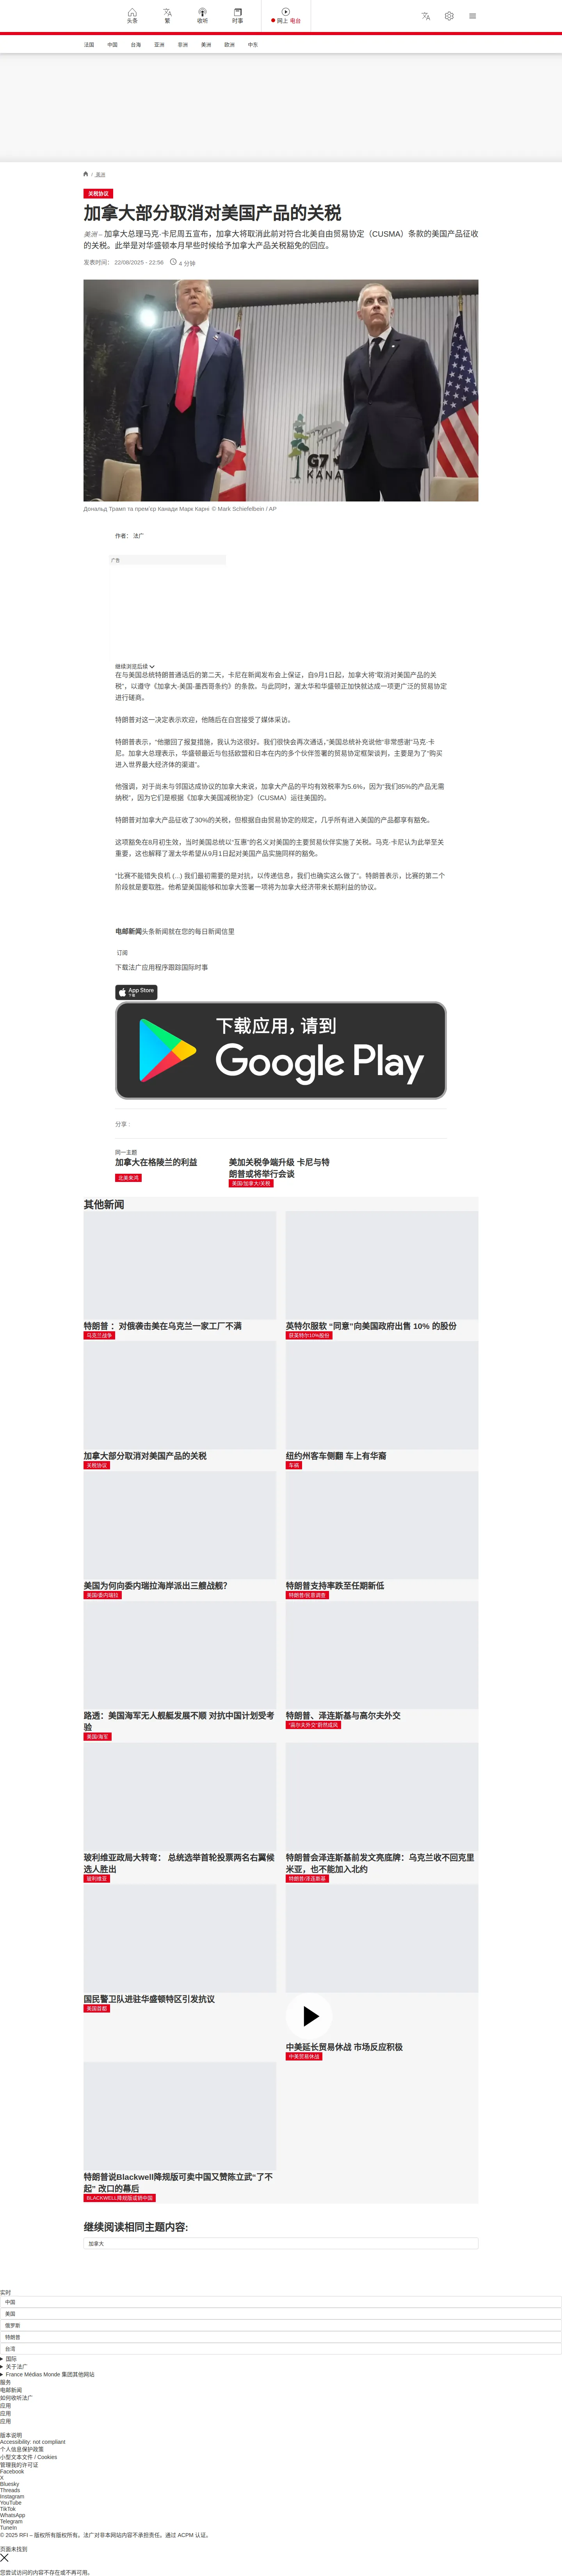 头条
繁
收听
时事
网上 电台
法国 中国 台海 亚洲 非洲 美洲 欧洲 中东
/ 美洲
关税协议
加拿大部分取消对美国产品的关税
美洲 – 加拿大总理马克·卡尼周五宣布，加拿大将取消此前对符合北美自由贸易协定（CUSMA）条款的美国产品征收
的关税。此举是对华盛顿本月早些时候给予加拿大产品关税豁免的回应。
发表时间： 22/08/2025 - 22:56 4 分钟
G7
KANA
Дональд Трамп та прем'єр Канади Марк Карні © Mark Schiefelbein / AP
作者： 法广
广告
继续浏览后续
在与美国总统特朗普通话后的第二天，卡尼在新闻发布会上保证，自9月1日起，加拿大将“取消对美国产品的关
税”，以遵守《加拿大-美国-墨西哥条约》的条款。与此同时，渥太华和华盛顿正加快就达成一项更广泛的贸易协定
进行磋商。
特朗普对这一决定表示欢迎，他随后在白宫接受了媒体采访。
特朗普表示，“他撤回了报复措施，我认为这很好。我们很快会再次通话，”美国总统补充说他“非常感谢”马克·卡
尼。加拿大总理表示，华盛顿最近与包括欧盟和日本在内的多个伙伴签署的贸易协定框架谈判，主要是为了“购买
进入世界最大经济体的渠道”。
他强调，对于尚未与邻国达成协议的加拿大来说，加拿大产品的平均有效税率为5.6%，因为“我们85%的产品无需
纳税”，因为它们是根据《加拿大美国减税协定》（CUSMA）运往美国的。
特朗普对加拿大产品征收了30%的关税，但根据自由贸易协定的规定，几乎所有进入美国的产品都享有豁免。
这项豁免在8月初生效，当时美国总统以“互惠”的名义对美国的主要贸易伙伴实施了关税。马克·卡尼认为此举至关
重要，这也解释了渥太华希望从9月1日起对美国产品实施同样的豁免。
“比赛不能错失良机 (...) 我们最初需要的是对抗，以传递信息，我们也确实这么做了”。特朗普表示，比赛的第二个
阶段就是要取胜。他希望美国能够和加拿大签署一项将为加拿大经济带来长期利益的协议。
电邮新闻头条新闻就在您的每日新闻信里
订阅
下载法广应用程序跟踪国际时事
App Store
下载
下载应用，请到
Google Play
分享 :
同一主题
加拿大在格陵兰的利益
北美来鸿
美加关税争端升级 卡尼与特
朗普或将举行会谈
美国/加拿大/关税
其他新闻
特朗普 ：对俄袭击美在乌克兰一家工厂不满
乌克兰战争
英特尔服软 “同意”向美国政府出售 10% 的股份
获英特尔10%股份
加拿大部分取消对美国产品的关税
关税协议
纽约州客车侧翻 车上有华裔
车祸
美国为何向委内瑞拉海岸派出三艘战舰？
美国/委内瑞拉
特朗普支持率跌至任期新低
特朗普/民意调查
路透：美国海军无人舰艇发展不顺 对抗中国计划受考
验
美国/海军
特朗普、泽连斯基与高尔夫外交
“高尔夫外交”蔚然成风
玻利维亚政局大转弯： 总统选举首轮投票两名右翼候
选人胜出
玻利维亚
特朗普会泽连斯基前发文亮底牌：乌克兰收不回克里
米亚，也不能加入北约
特朗普/泽连斯基
国民警卫队进驻华盛顿特区引发抗议
美国首都
中美延长贸易休战 市场反应积极
中美贸易休战
特朗普说Blackwell降规版可卖中国又赞陈立武“了不
起” 改口的幕后
BLACKWELL降规版或销中国
继续阅读相同主题内容:
加拿大
实时
中国
美国
俄罗斯
特朗普
台湾
国际
关于法广
France Médias Monde 集团其他网站
服务
电邮新闻
如何收听法广
应用
应用
应用
版本说明
Accessibility: not compliant
个人信息保护政策
小型文本文件 / Cookies
管理我的许可证
Facebook
X
Bluesky
Threads
Instagram
YouTube
TikTok
WhatsApp
Telegram
TuneIn
© 2025 RFI – 版权所有版权所有。法广对非本网站内容不承担责任。通过 ACPM 认证。
页面未找到
您尝试访问的内容不存在或不再可用。